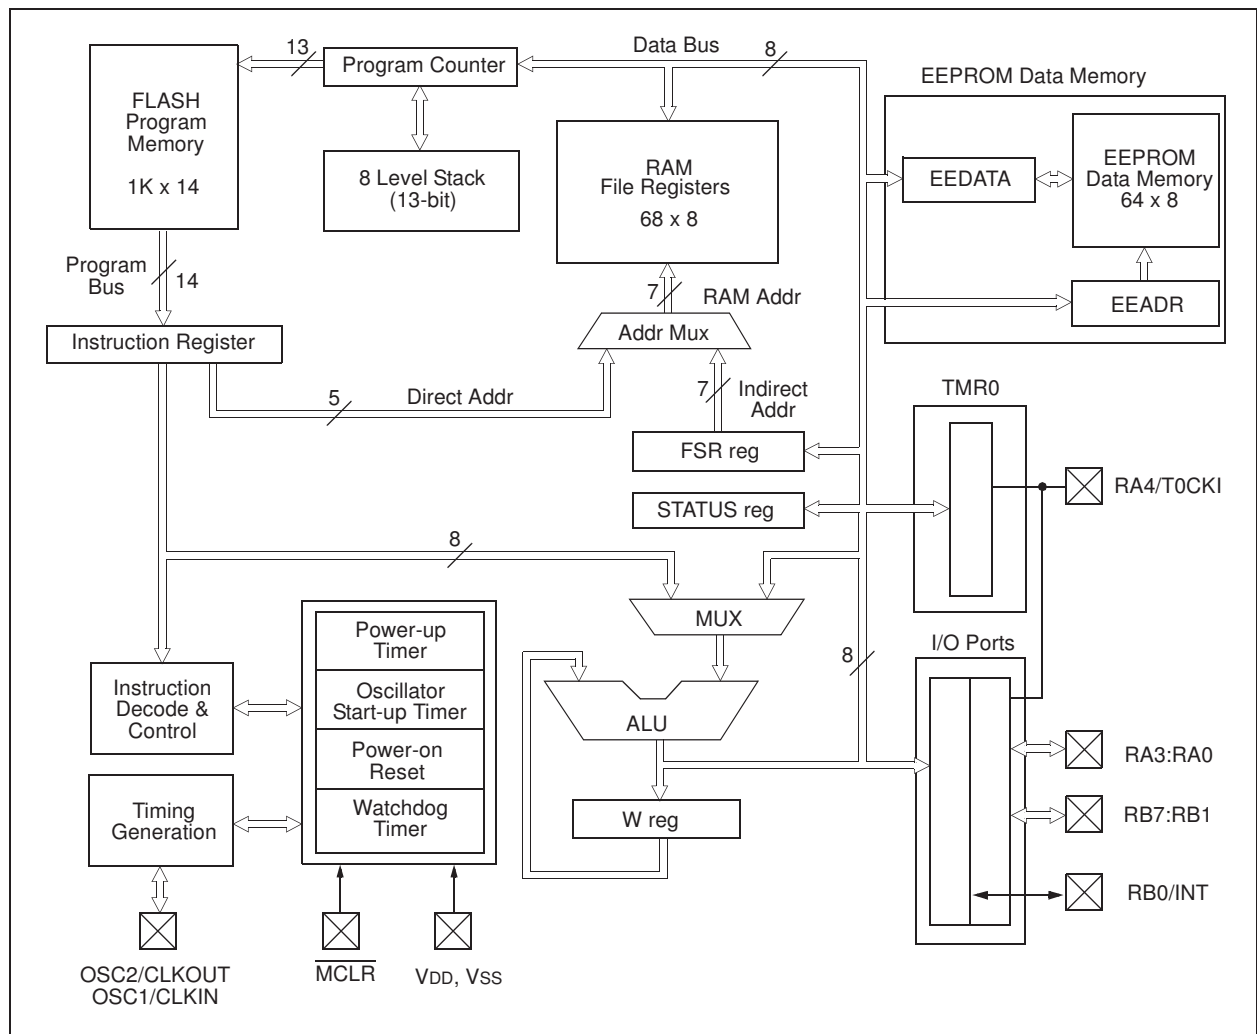 13
Program Counter
Data Bus
8
EEPROM Data Memory
FLASH
Program
Memory
1K x 14
8 Level Stack
(13-bit)
RAM
File Registers
68 x 8
EEDATA
EEPROM
Data Memory
64 x 8
Program
Bus
14
7
RAM Addr
EEADR
Instruction Register
Addr Mux
5
Direct Addr
7
Indirect
Addr
TMR0
FSR reg
RA4/T0CKI
STATUS reg
8
MUX
Power-up
Timer
8
I/O Ports
Instruction
Decode &
Control
Oscillator
Start-up Timer
ALU
Power-on
Reset
RA3:RA0
Timing
Generation
Watchdog
Timer
W reg
RB7:RB1
RB0/INT
OSC2/CLKOUT
OSC1/CLKIN
MCLR
VDD, VSS